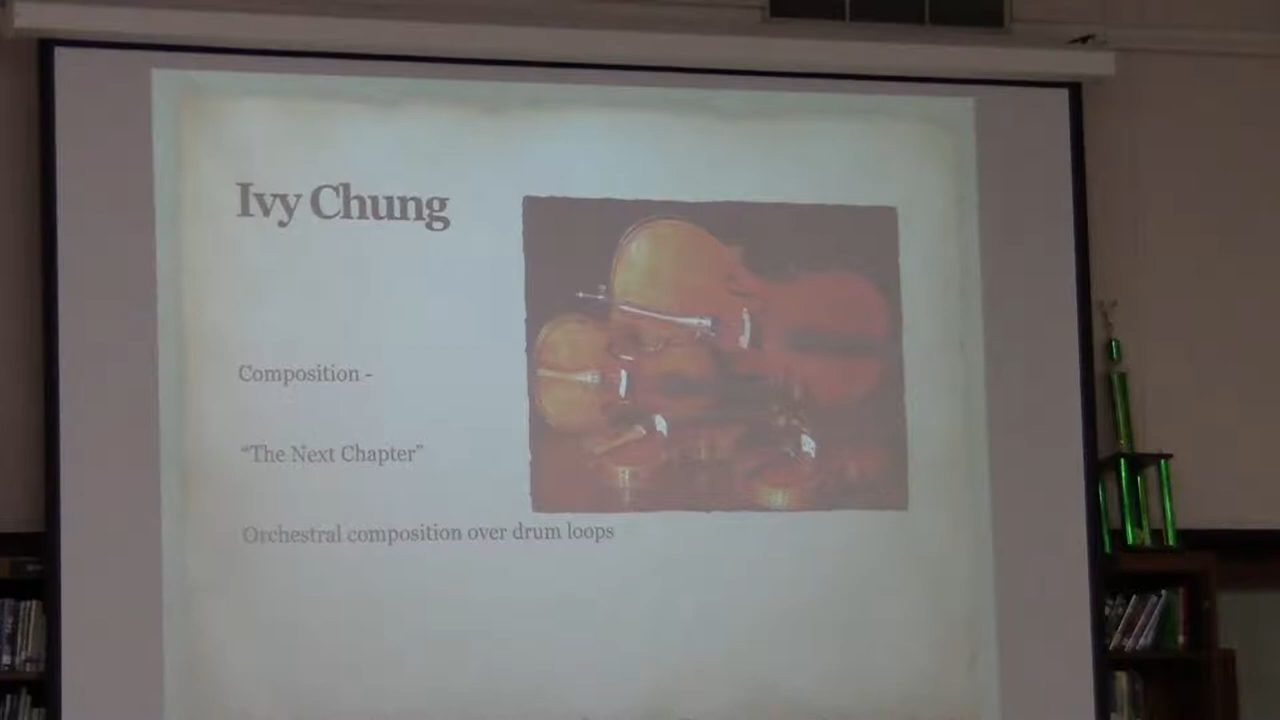 Ivy Chung
Composition -
“The Next Chapter”
Orchestral composition over drum loops